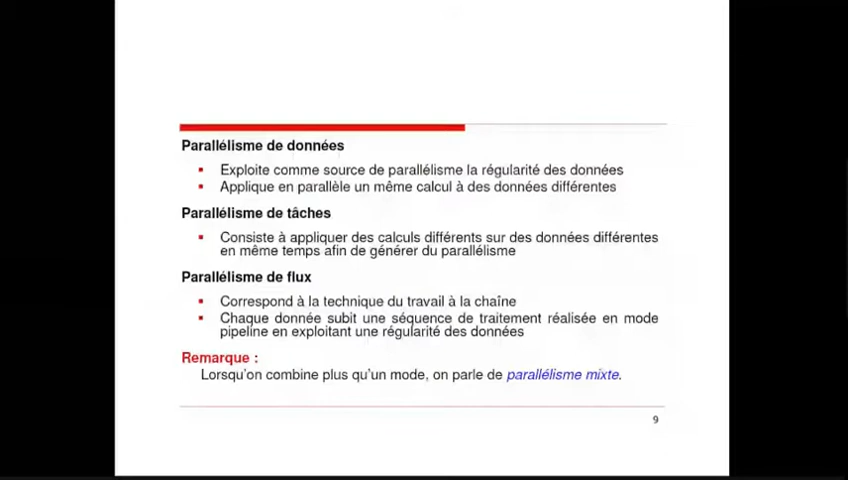 Parallélisme de données
Exploite comme source de parallélisme la régularité des données
Applique en parallèle un même calcul à des données différentes
Parallélisme de tâches
Consiste à appliquer des calculs différents sur des données différentes
en même temps afin de générer du parallélisme
Parallélisme de flux
Correspond à la technique du travail à la chaîne
Chaque donnée subit une séquence de traitement réalisée en mode
pipeline en exploitant une régularité des données
Remarque :
Lorsqu'on combine plus qu'un mode, on parle de parallélisme mixte.
9